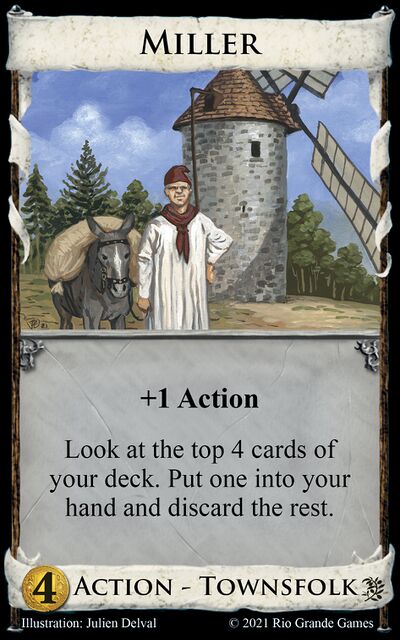 MILLER
+1 Action
Look at the top 4 cards of
your deck. Put one into your
hand and discard the rest.
4 ACTION - TOWNSFOLK
Illustration: Julien Delval © 2021 Rio Grande Games